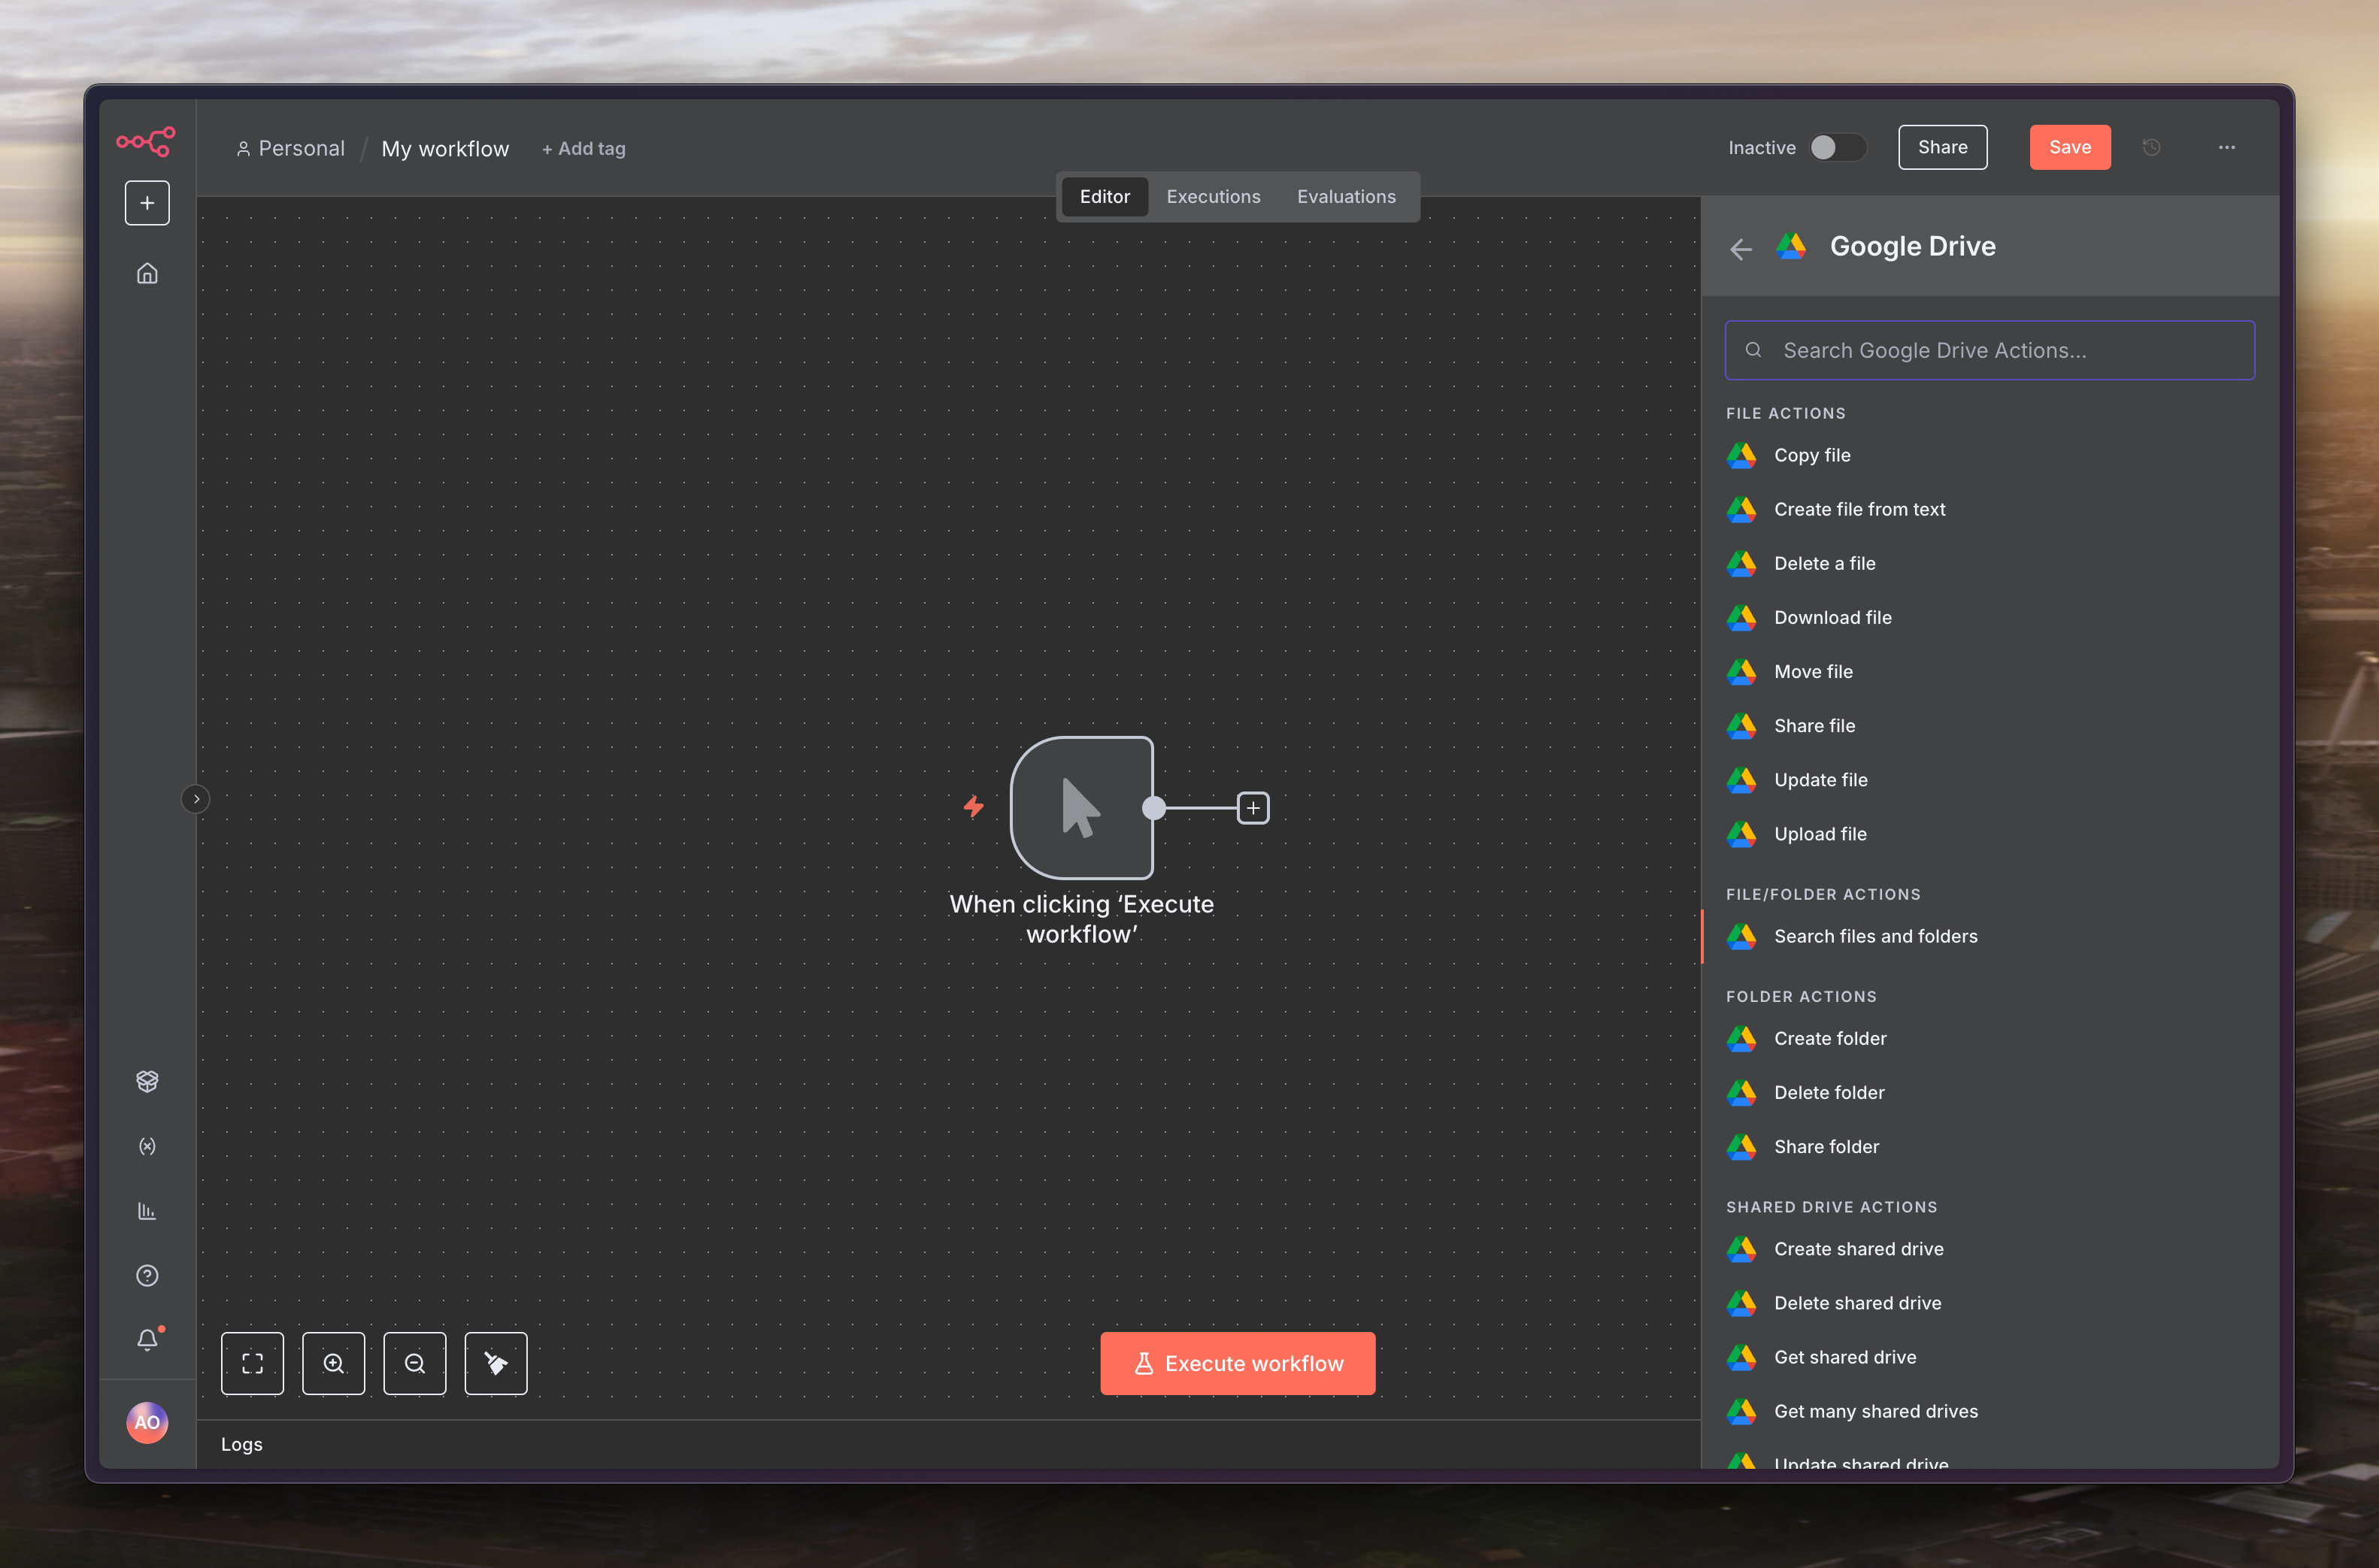 Personal / My workflow + Add tag
Inactive
Share
Save
Editor
Executions
Evaluations
Google Drive
Search Google Drive Actions...
FILE ACTIONS
Copy file
Create file from text
Delete a file
Download file
Move file
Share file
Update file
Upload file
FILE/FOLDER ACTIONS
Search files and folders
FOLDER ACTIONS
Create folder
Delete folder
Share folder
SHARED DRIVE ACTIONS
Create shared drive
Delete shared drive
Get shared drive
Get many shared drives
Update shared drive
When clicking ‘Execute
workflow’
Execute workflow
AO
Logs